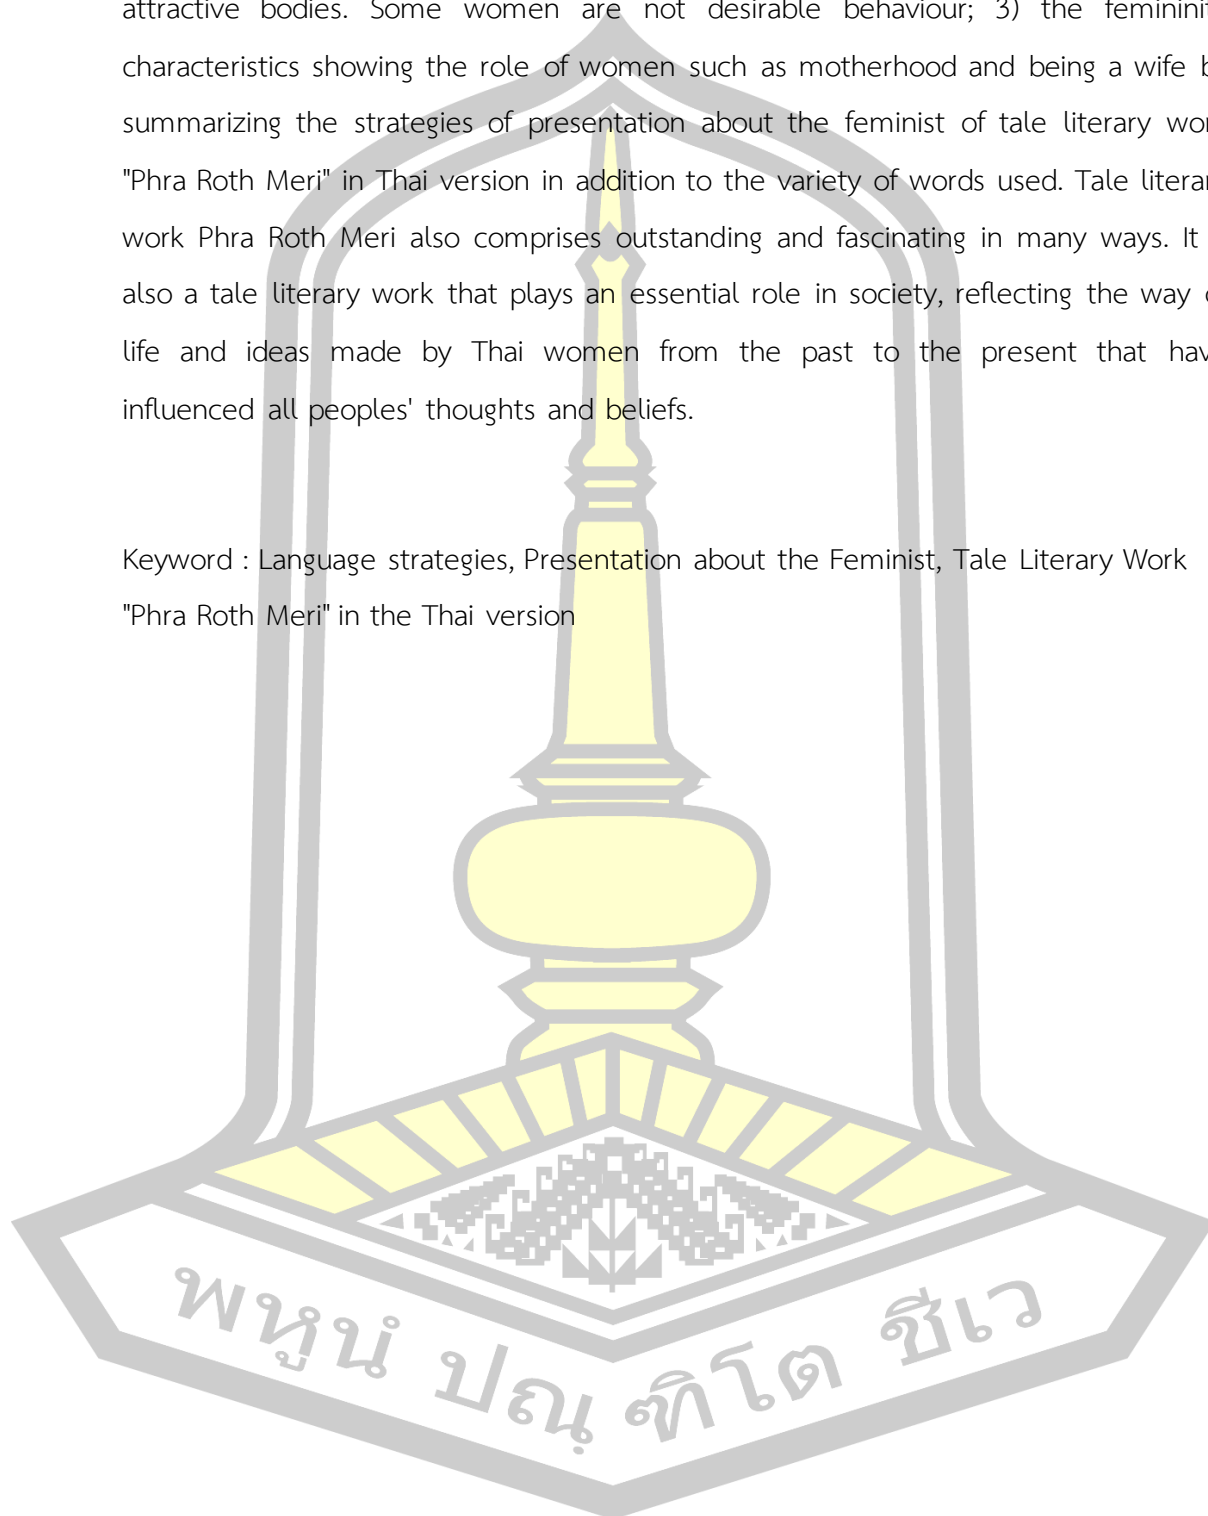 attractive bodies. Some women are not desirable behaviour; 3) the femininit
characteristics showing the role of women such as motherhood and being a wife b
summarizing the strategies of presentation about the feminist of tale literary wor
"Phra Roth Meri" in Thai version in addition to the variety of words used. Tale literar
work Phra Roth Meri also comprises outstanding and fascinating in many ways. It
also a tale literary work that plays an essential role in society, reflecting the way o
life and ideas made by Thai women from the past to the present that hav
influenced all peoples' thoughts and beliefs.
Keyword : Language strategies, Presentation about the Feminist, Tale Literary Work
"Phra Roth Meri" in the Thai version
พหูนํ ปณฺฑิโต ชีเว